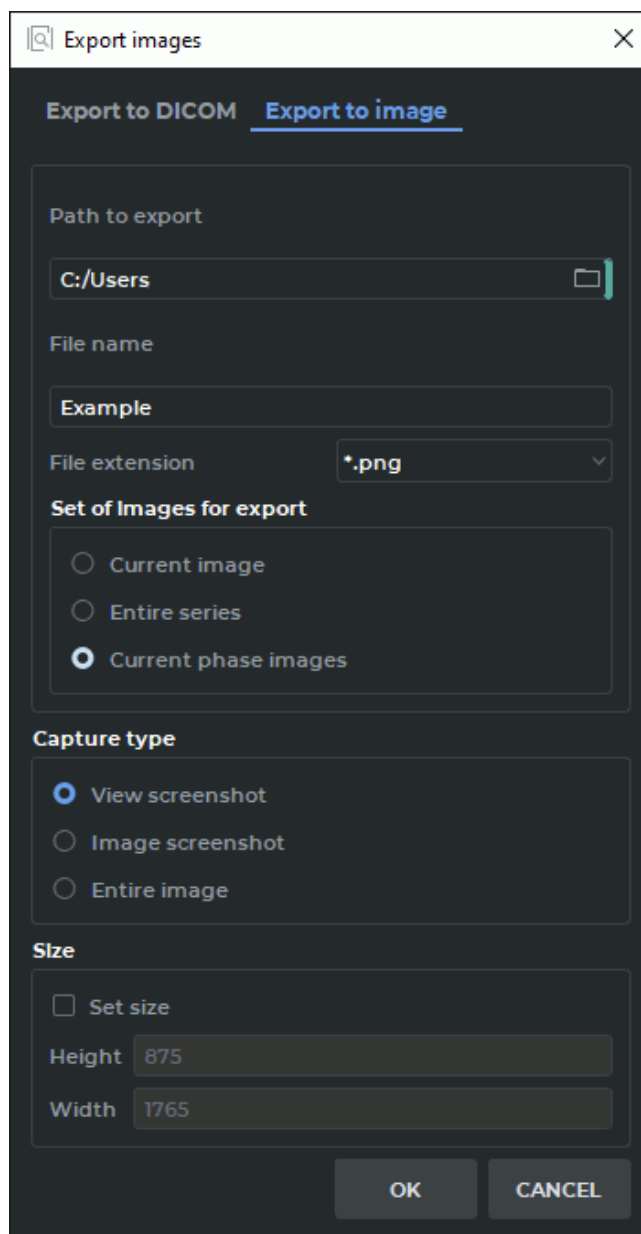 Export images
Export to DICOM Export to image
Path to export
C:/Users
File name
Example
File extension *.png
Set of Images for export
Current image
Entire series
Current phase images
Capture type
View screenshot
Image screenshot
Entire image
SIze
Set size
Height 875
Width 1765
OK CANCEL